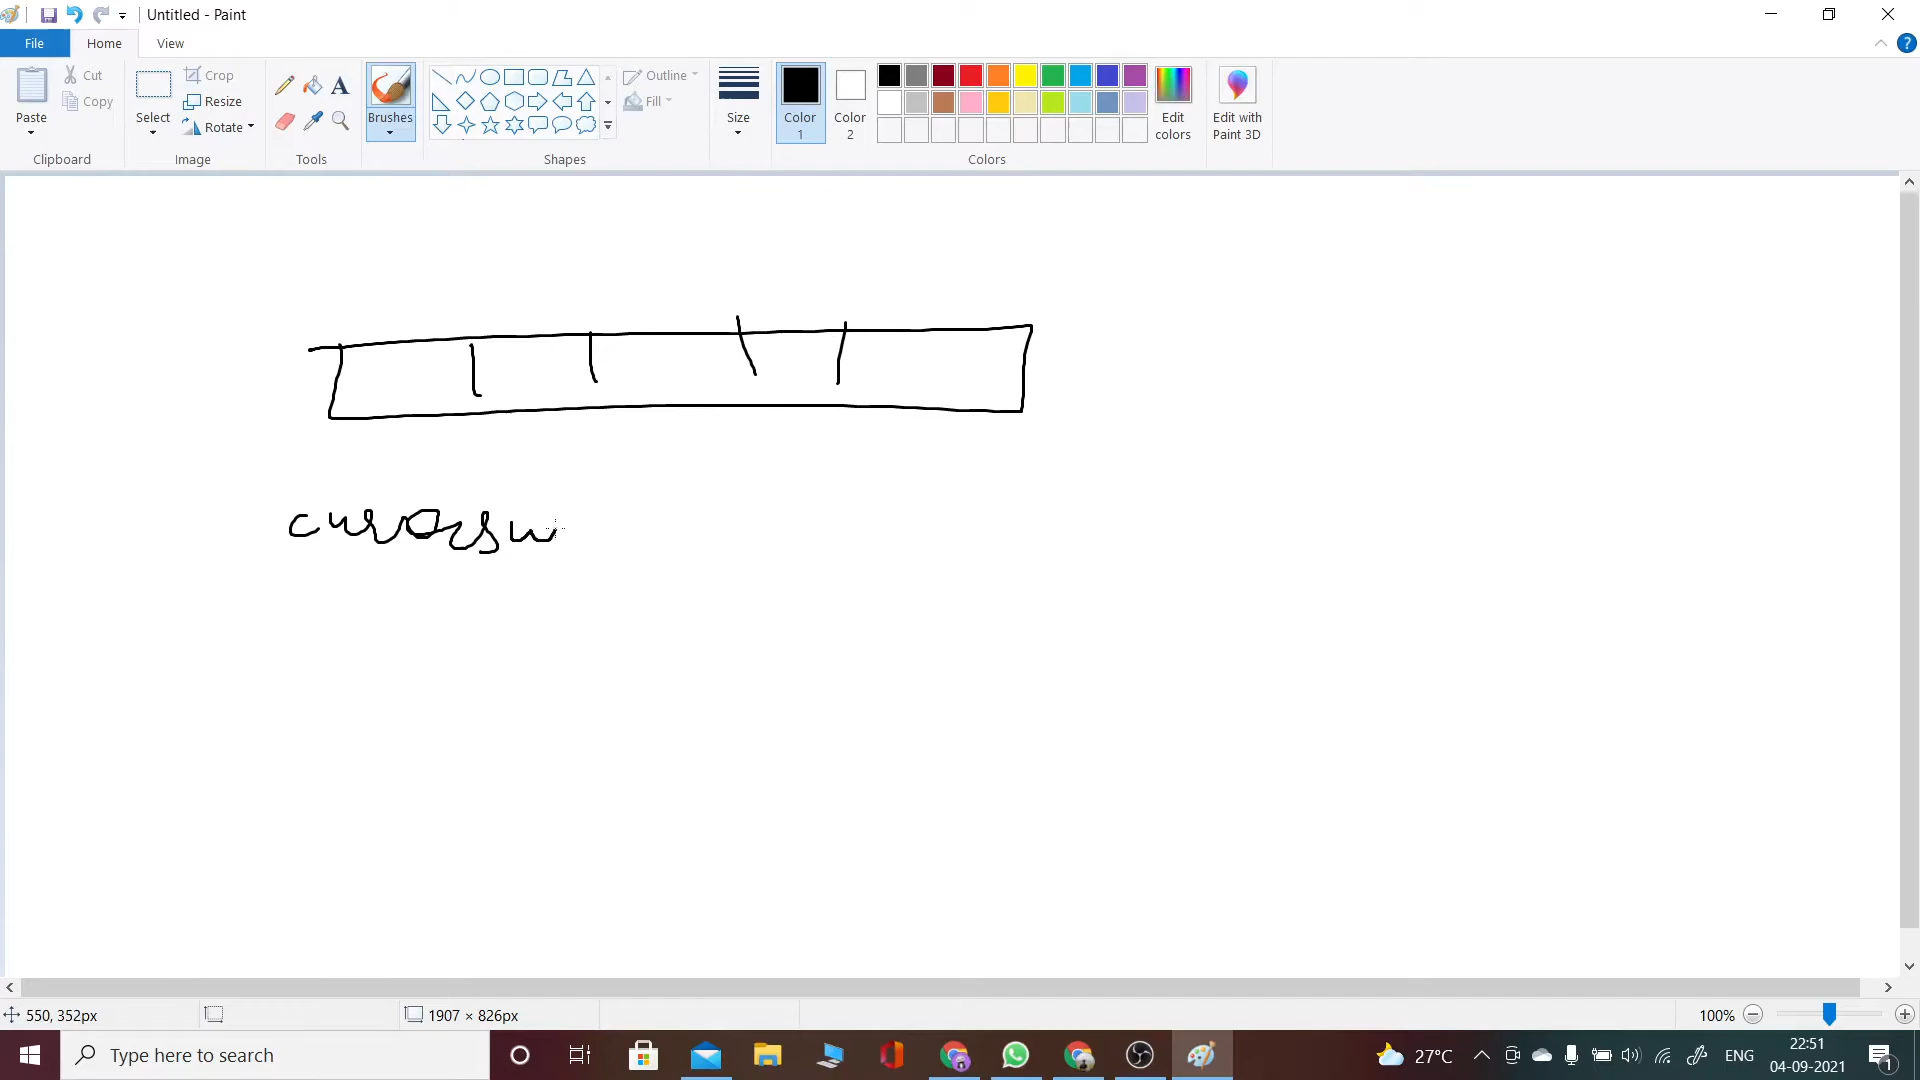 Untitled - Paint
File Home View
Paste
Cut
Copy
Clipboard
Select
Crop
Resize
Rotate
Image
Tools
Brushes
Shapes
Outline
Fill
Size
Color 1
Color 2
Colors
Edit colors
Edit with Paint 3D
550, 352px
1907 × 826px
100%
Type here to search
27°C
ENG
22:51
04-09-2021
1